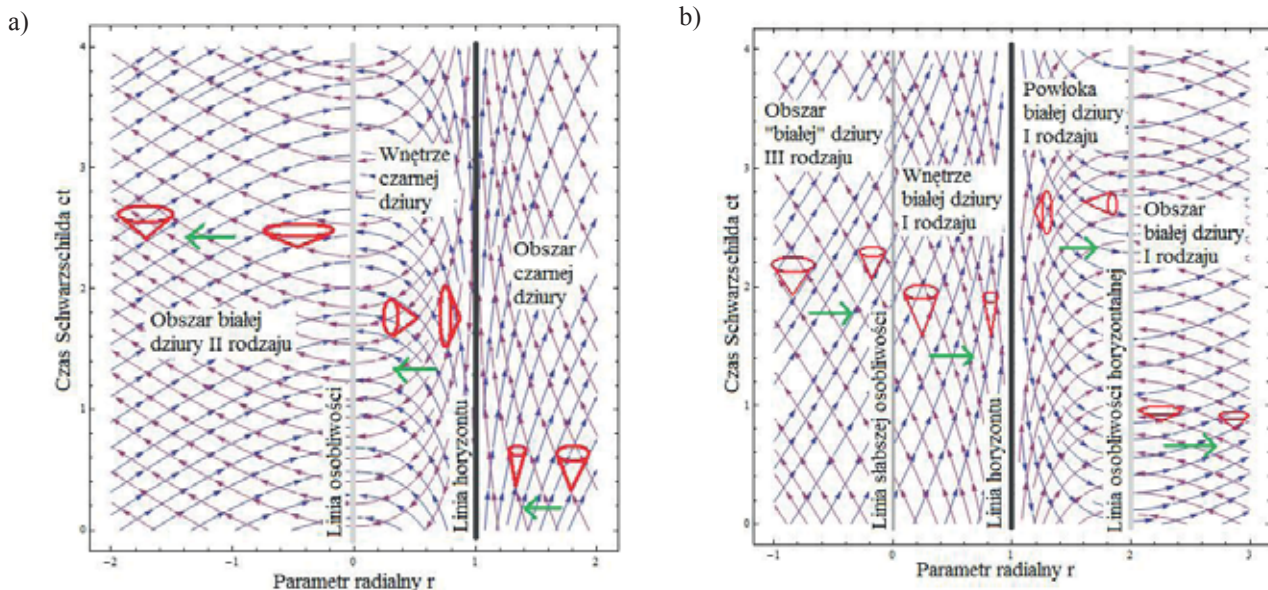 a)
Czas Schwarzschilda ct
4
3
2
1
0
Wnętrze
czarnej
dziury
Obszar
czarnej
dziury
Obszar białej
dziury II rodzaju
Linia osobliwości
Linia horyzontu
-2
-1
0
1
2
Parametr radialny r
b)
Czas Schwarzschilda ct
4
3
2
1
0
Obszar
"białej" dziury
III rodzaju
Wnętrze
białej dziury
I rodzaju
Powłoka
białej dziury
I rodzaju
Obszar
białej dziury
I rodzaju
Linia słabszej osobliwości
Linia horyzontu
Linia osobliwości horyzontalnej
-1
0
1
2
3
Parametr radialny r